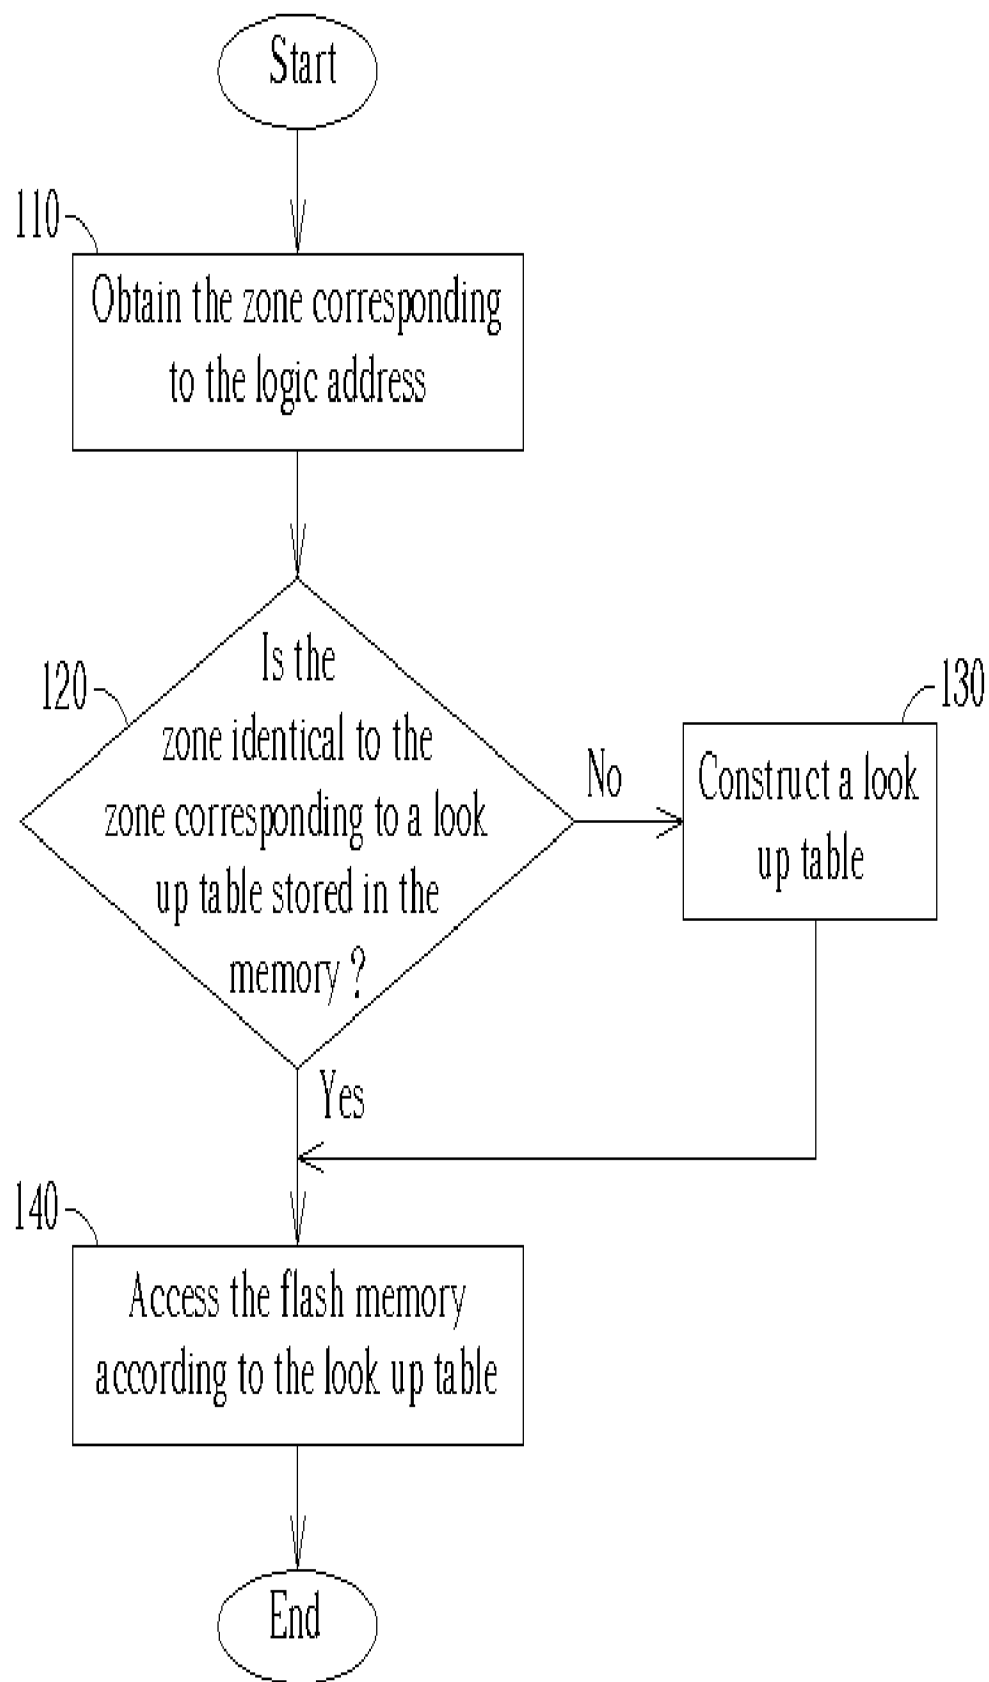 Start
110
Obtain the zone corresponding
to the logic address
120
Is the
zone identical to the
zone corresponding to a look
up table stored in the
memory ?
No
130
Construct a look
up table
Yes
140
Access the flash memory
according to the look up table
End